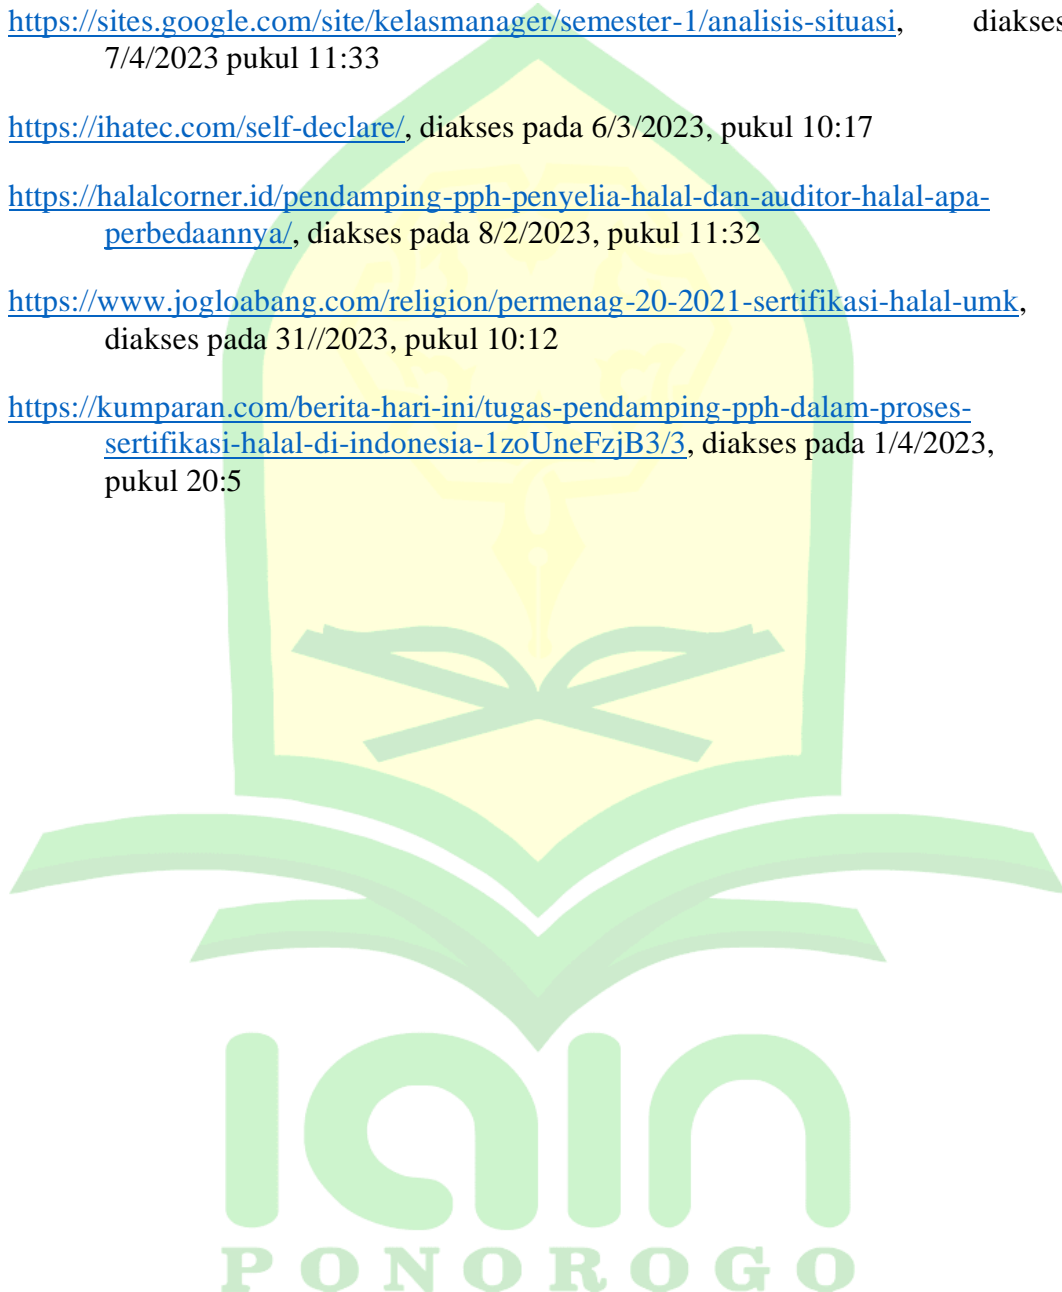 https://sites.google.com/site/kelasmanager/semester-1/analisis-situasi, diakses
7/4/2023 pukul 11:33
https://ihatec.com/self-declare/, diakses pada 6/3/2023, pukul 10:17
https://halalcorner.id/pendamping-pph-penyelia-halal-dan-auditor-halal-apa-
perbedaannya/, diakses pada 8/2/2023, pukul 11:32
https://www.jogloabang.com/religion/permenag-20-2021-sertifikasi-halal-umk,
diakses pada 31//2023, pukul 10:12
https://kumparan.com/berita-hari-ini/tugas-pendamping-pph-dalam-proses-
sertifikasi-halal-di-indonesia-1zoUneFzjB3/3, diakses pada 1/4/2023,
pukul 20:5
iain
PONOROGO